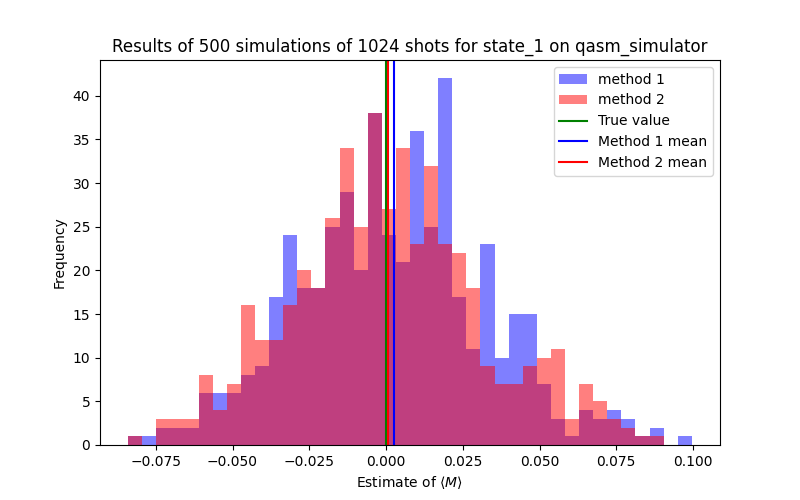 Results of 500 simulations of 1024 shots for state_1 on qasm_simulator
method 1
method 2
True value
Method 1 mean
Method 2 mean
Frequency
40
35
30
25
20
15
10
5
0
−0.075 −0.050 −0.025 0.000 0.025 0.050 0.075 0.100
Estimate of ⟨M⟩